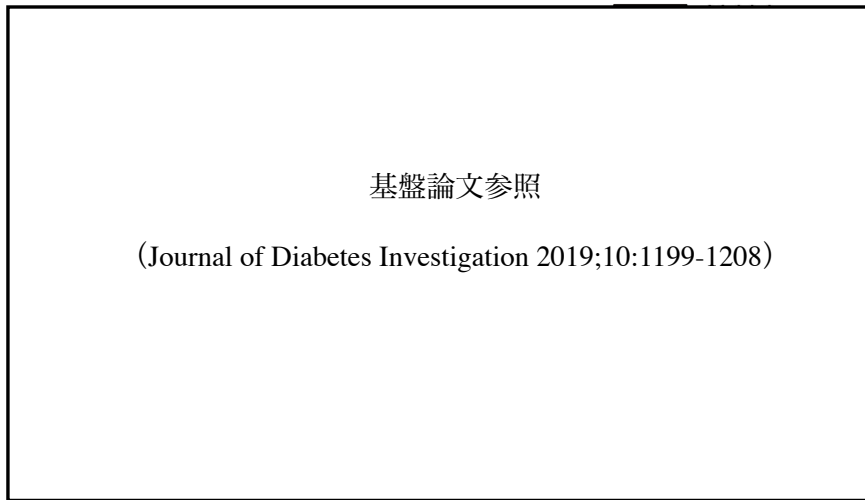 基盤論文参照
（Journal of Diabetes Investigation 2019;10:1199-1208）